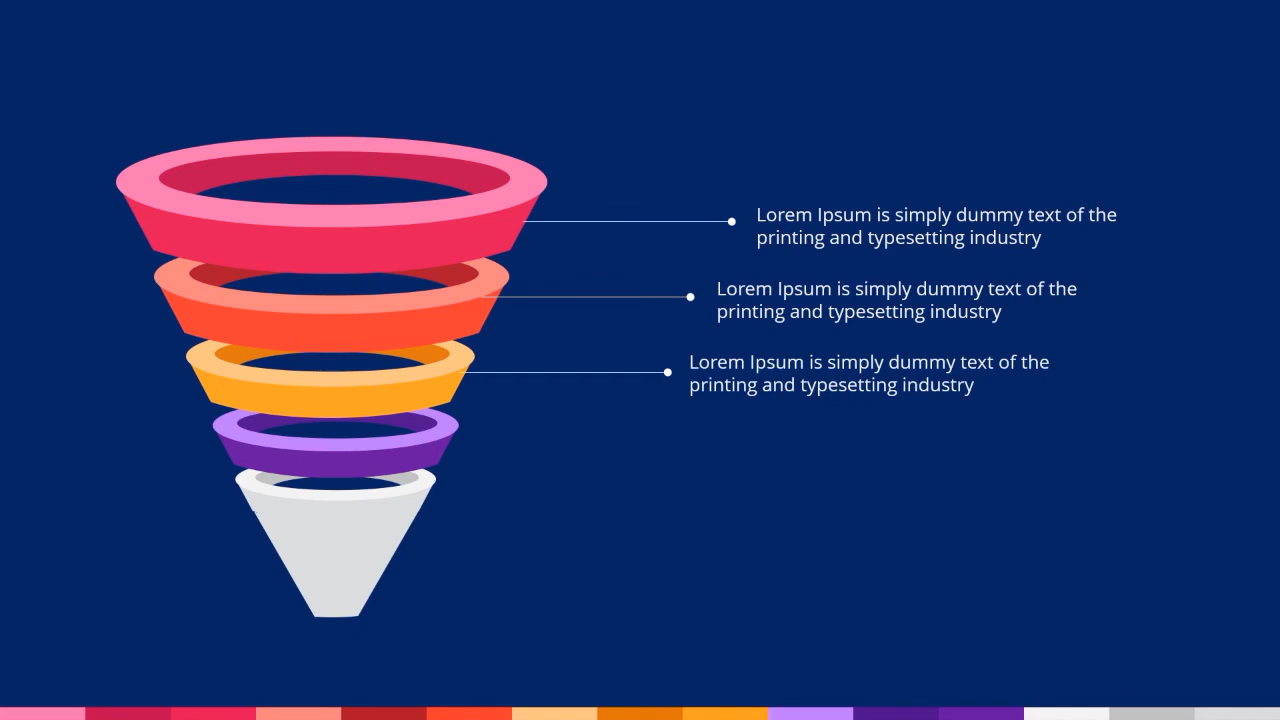 Lorem Ipsum is simply dummy text of the
printing and typesetting industry
Lorem Ipsum is simply dummy text of the
printing and typesetting industry
Lorem Ipsum is simply dummy text of the
printing and typesetting industry